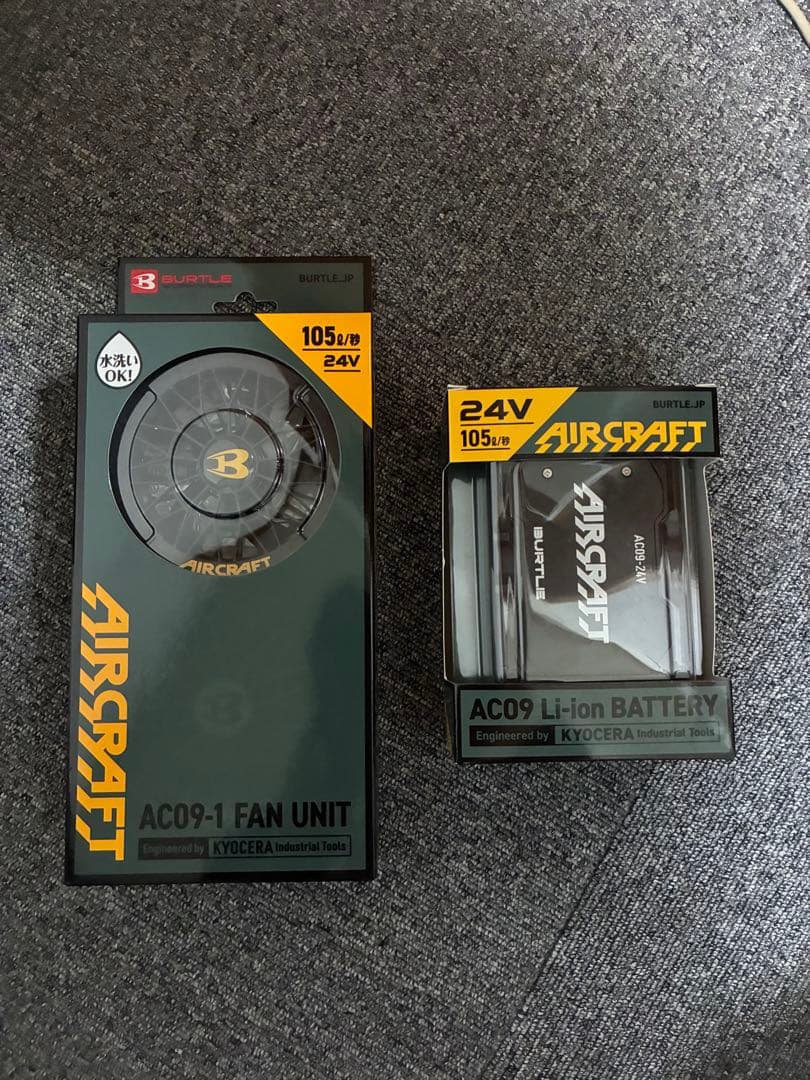 BURTLE
BURTLE.JP
水洗い
OK!
105ℓ/秒
24V
B
AIRCRAFT
AIRCRAFT
AC09-1 FAN UNIT
Engineered by KYOCERA Industrial Tools
24V
105ℓ/秒
BURTLE.JP
AIRCRAFT
AC09-24V
AIRCRAFT
BURTLE
AC09 Li-ion BATTERY
Engineered by KYOCERA Industrial Tools